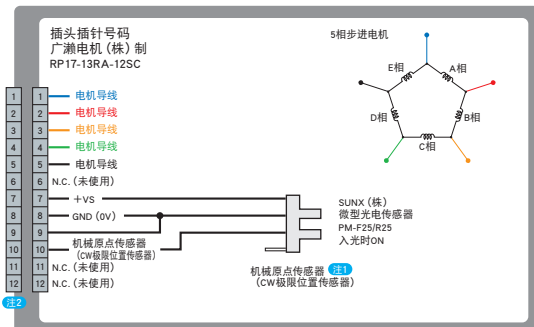 插头插针号码
广濑电机（株）制
RP17-13RA-12SC
5相步进电机
E相
A相
D相
B相
C相
1 1 电机导线
2 2 电机导线
3 3 电机导线
4 4 电机导线
5 5 电机导线
6 6 N.C.（未使用）
7 7 +VS
8 8 GND（0V）
9 9
10 10 机械原点传感器
（CW极限位置传感器）
11 11 N.C.（未使用）
12 12 N.C.（未使用）
注2
SUNX（株）
微型光电传感器
PM-F25/R25
入光时ON
机械原点传感器 注1
（CW极限位置传感器）